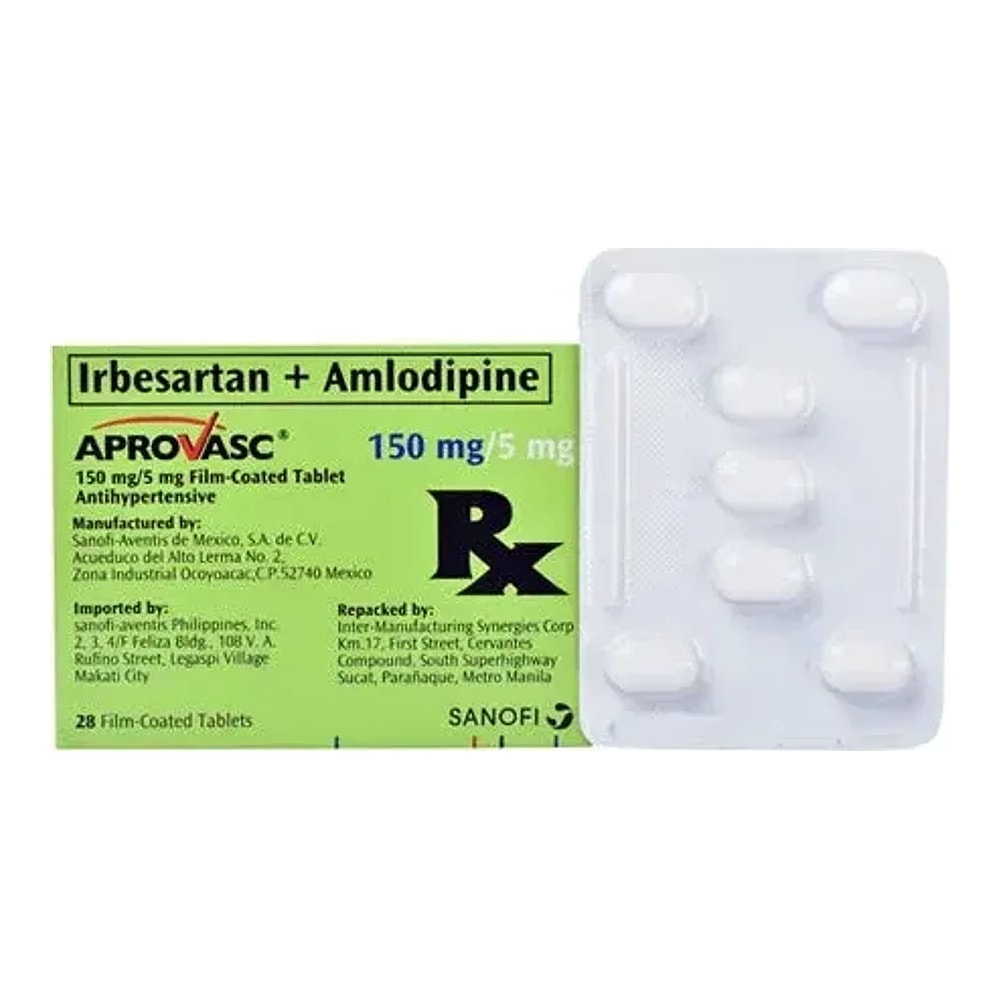 Irbesartan + Amlodipine
APROVASC®
150 mg/5 mg
150 mg/5 mg Film-Coated Tablet
Antihypertensive
Rx
Manufactured by:
Sanofi-Aventis de Mexico, S.A. de C.V.
Acueducto del Alto Lerma No. 2,
Zona Industrial Ocoyoacac,C.P.52740 Mexico
Imported by:
sanofi-aventis Philippines, Inc.
2, 3, 4/F Feliza Bldg., 108 V. A.
Rufino Street, Legaspi Village
Makati City
Repacked by:
Inter-Manufacturing Synergies Corp
Km.17, First Street, Cervantes
Compound, South Superhighway
Sucat, Parañaque, Metro Manila
28 Film-Coated Tablets
SANOFI